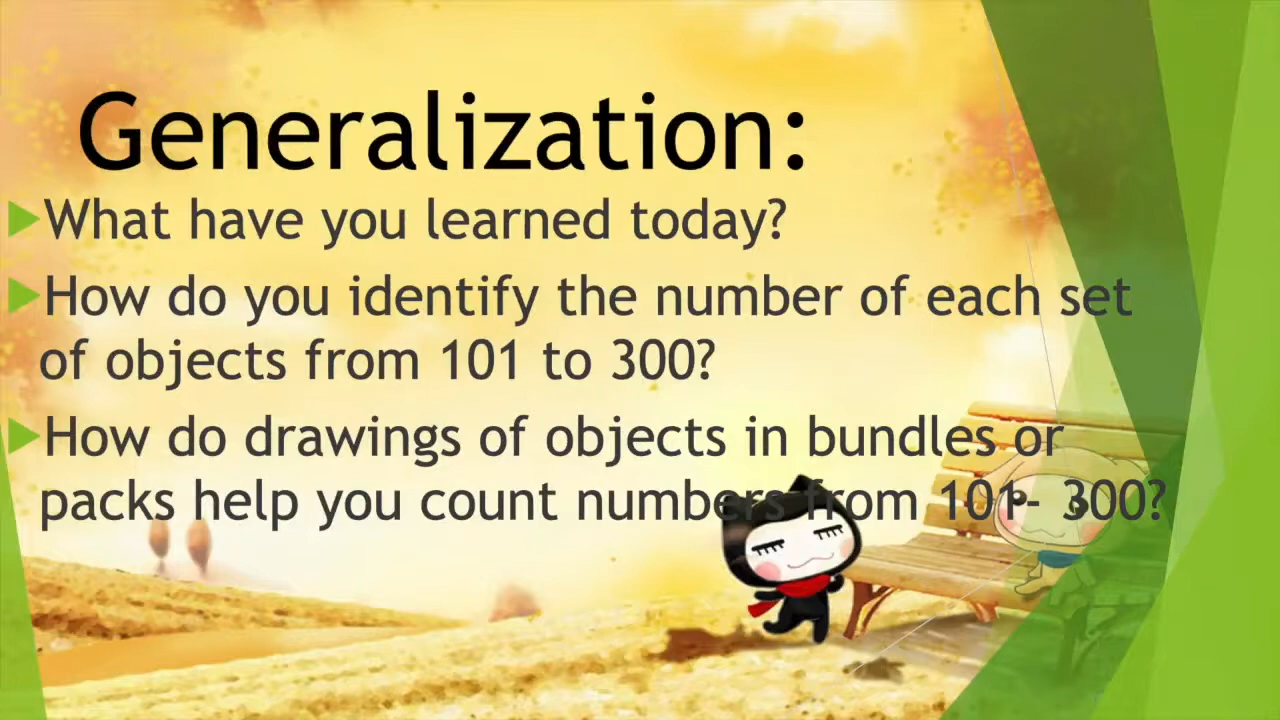 Generalization:
What have you learned today?
How do you identify the number of each set
of objects from 101 to 300?
How do drawings of objects in bundles or
packs help you count numbers from 101- 300?